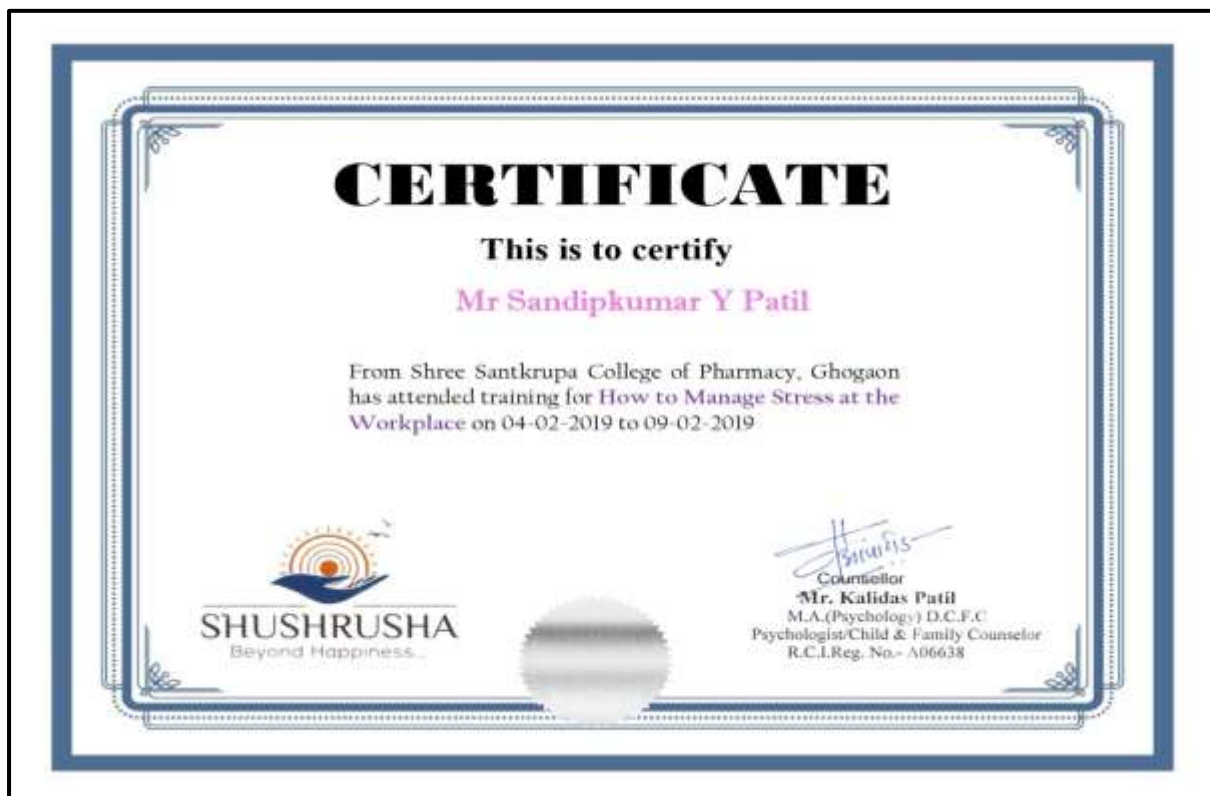 CERTIFICATE
This is to certify
Mr Sandipkumar Y Patil
From Shree Santkrupa College of Pharmacy, Ghogaon
has attended training for How to Manage Stress at the
Workplace on 04-02-2019 to 09-02-2019
SHUSHRUSHA
Beyond Happiness...
Counsellor
Mr. Kalidas Patil
M.A.(Psychology) D.C.F.C
Psychologist/Child & Family Counselor
R.C.I.Reg. No.- A06638